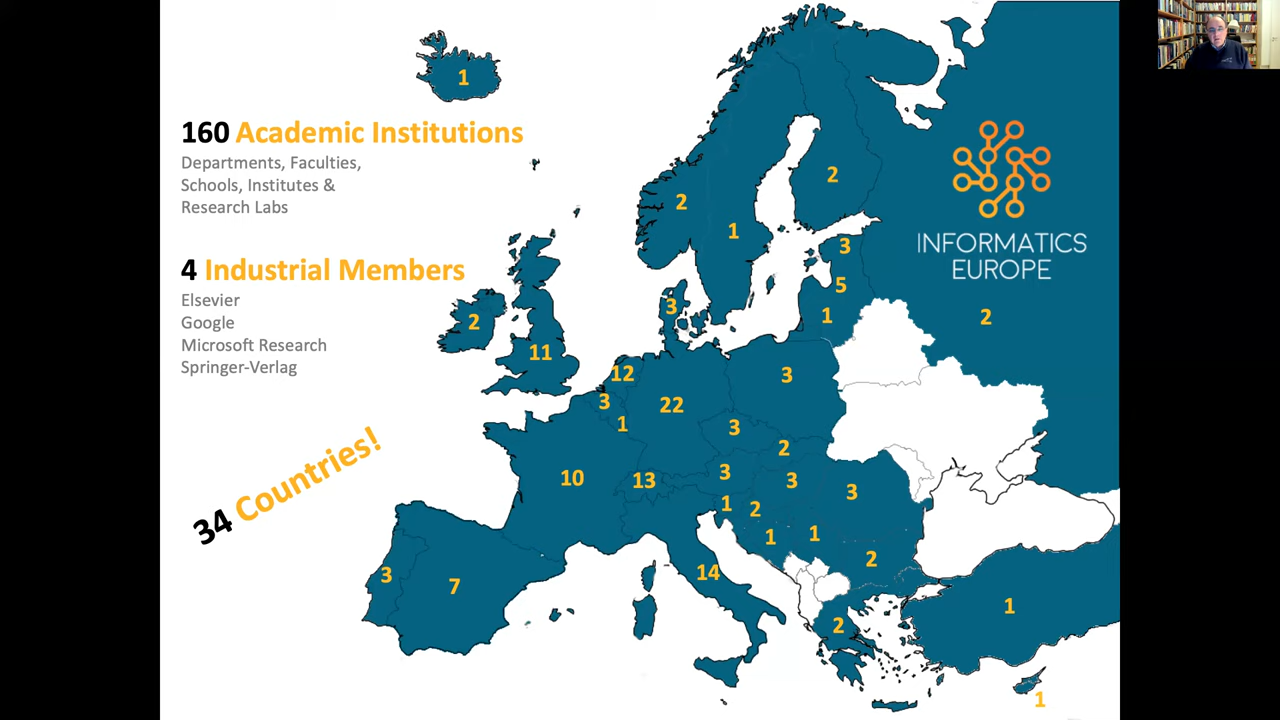 1
160 Academic Institutions
Departments, Faculties,
Schools, Institutes &
Research Labs
4 Industrial Members
Elsevier
Google
Microsoft Research
Springer-Verlag
34 Countries!
INFORMATICS
EUROPE
2
2
1
3
5
1
2
3
2
11
12
3
1
22
3
3
2
10
13
3
3
3
1
2
1
1
2
3
7
14
2
1
1